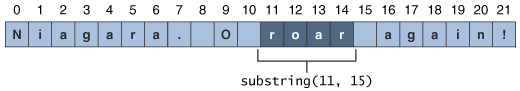 0 1 2 3 4 5 6 7 8 9 10 11 12 13 14 15 16 17 18 19 20 21
N i a g a r a . O r o a r a g a i n !
substring(11, 15)